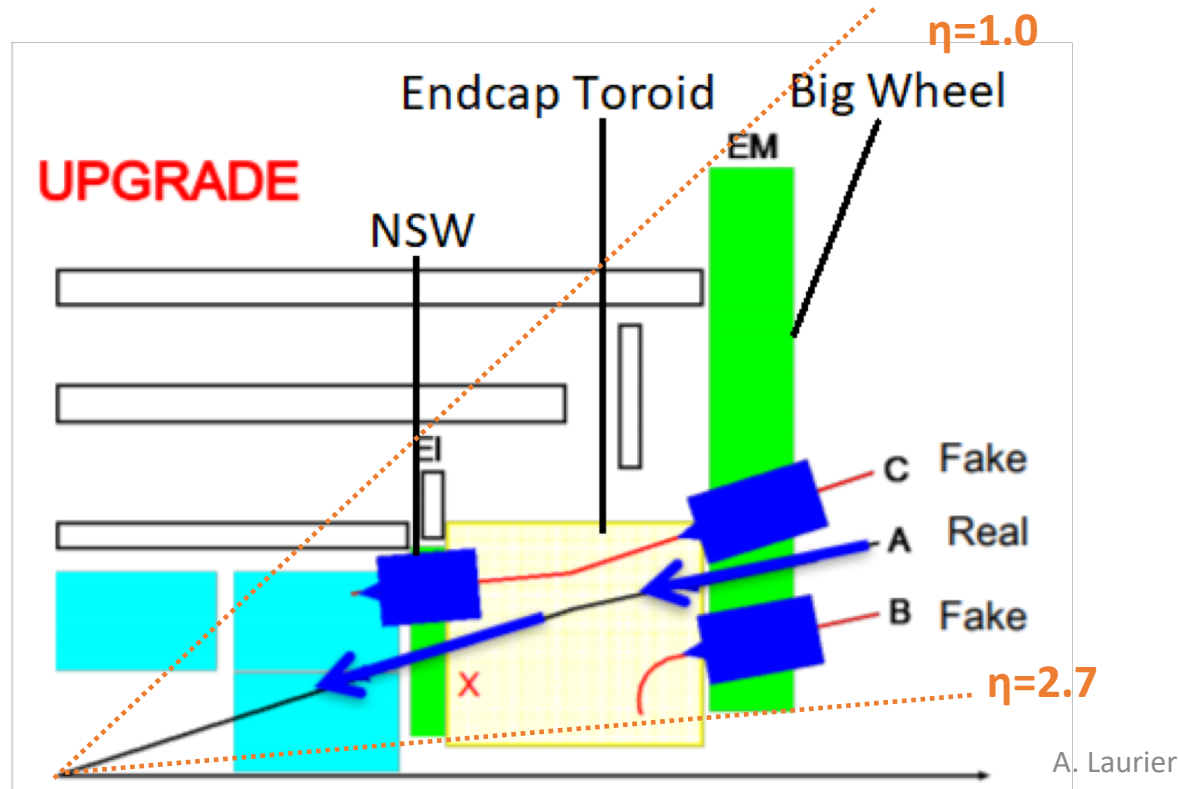 η=1.0
Endcap Toroid
Big Wheel
EM
UPGRADE
NSW
EI
C Fake
A Real
B Fake
X
η=2.7
A. Laurier